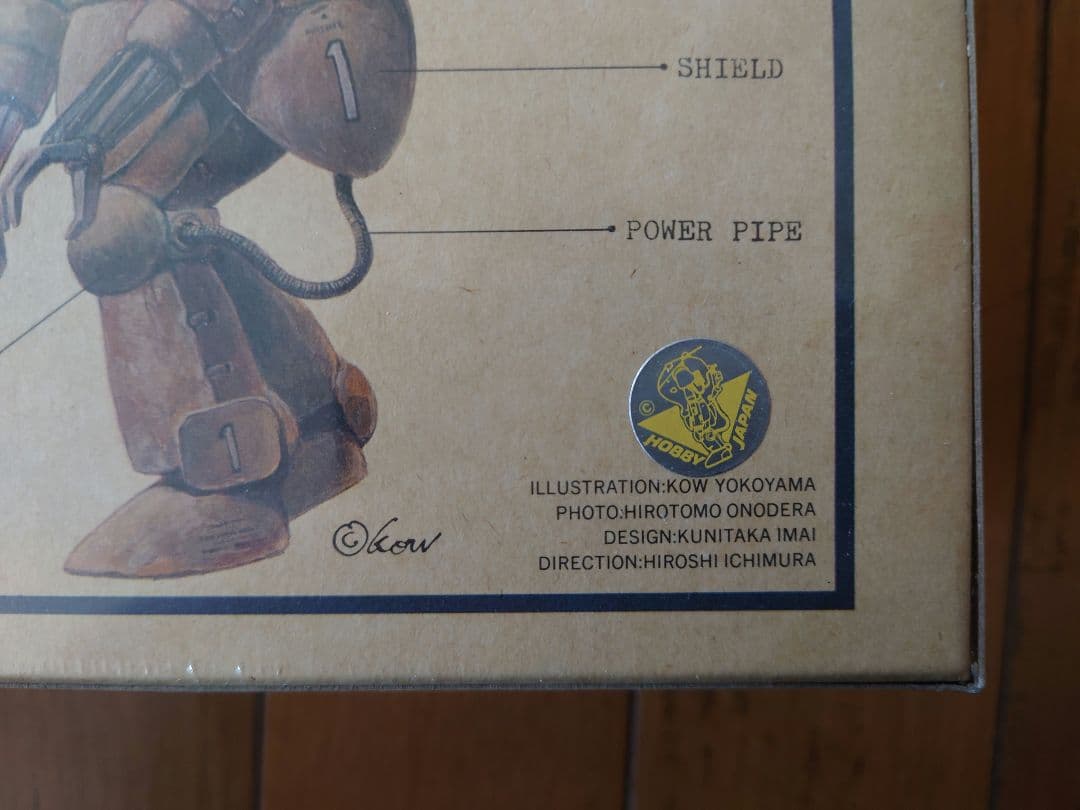 1
SHIELD
POWER PIPE
1
© HOBBY JAPAN
ILLUSTRATION:KOW YOKOYAMA
PHOTO:HIROTOMO ONODERA
DESIGN:KUNITAKA IMAI
DIRECTION:HIROSHI ICHIMURA
©Kow